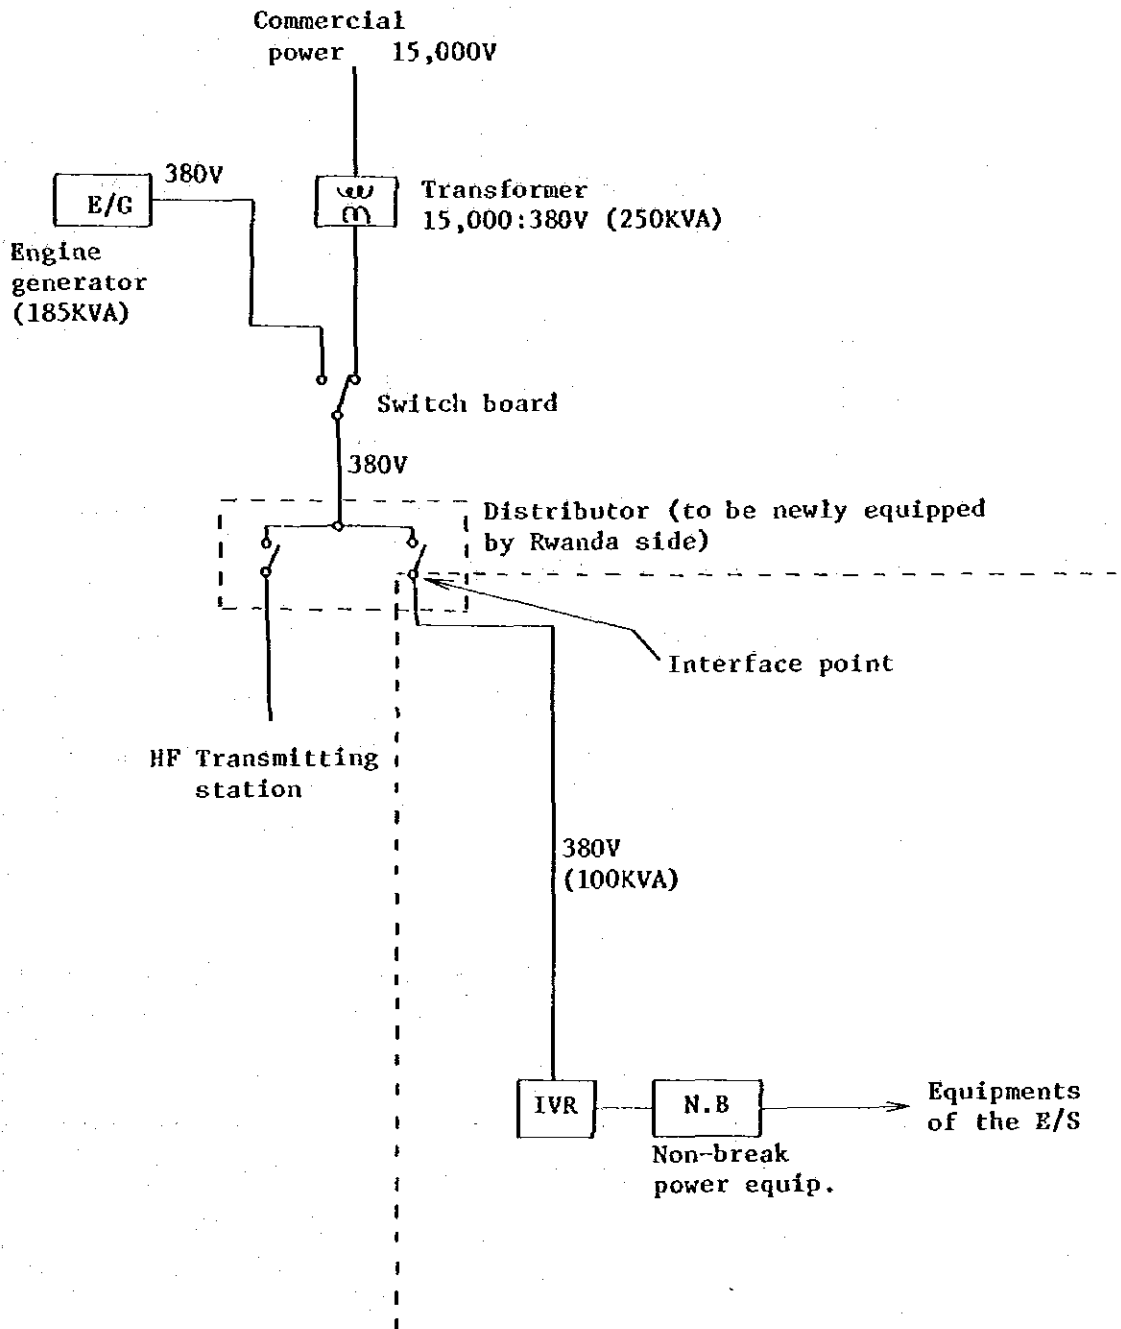 Commercial
power 15,000V
380V
E/G
Engine
generator
(185KVA)
Transformer
15,000:380V (250KVA)
Switch board
380V
Distributor (to be newly equipped
by Rwanda side)
Interface point
HF Transmitting
station
380V
(100KVA)
IVR
N.B
Non-break
power equip.
Equipments
of the E/S